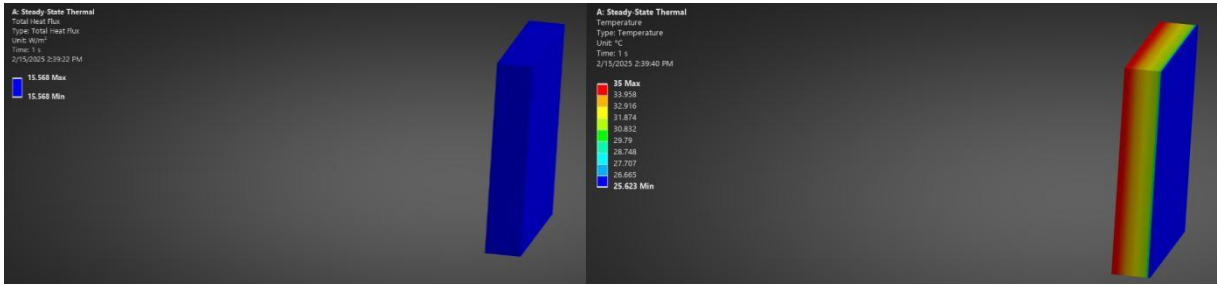 A: Steady-State Thermal
Total Heat Flux
Type: Total Heat Flux
Unit: W/m²
Time: 1 s
2/15/2025 2:39:22 PM
15.568 Max
15.568 Min
A: Steady-State Thermal
Temperature
Type: Temperature
Unit: °C
Time: 1 s
2/15/2025 2:39:40 PM
35 Max
33.958
32.916
31.874
30.832
29.79
28.748
27.707
26.665
25.623 Min